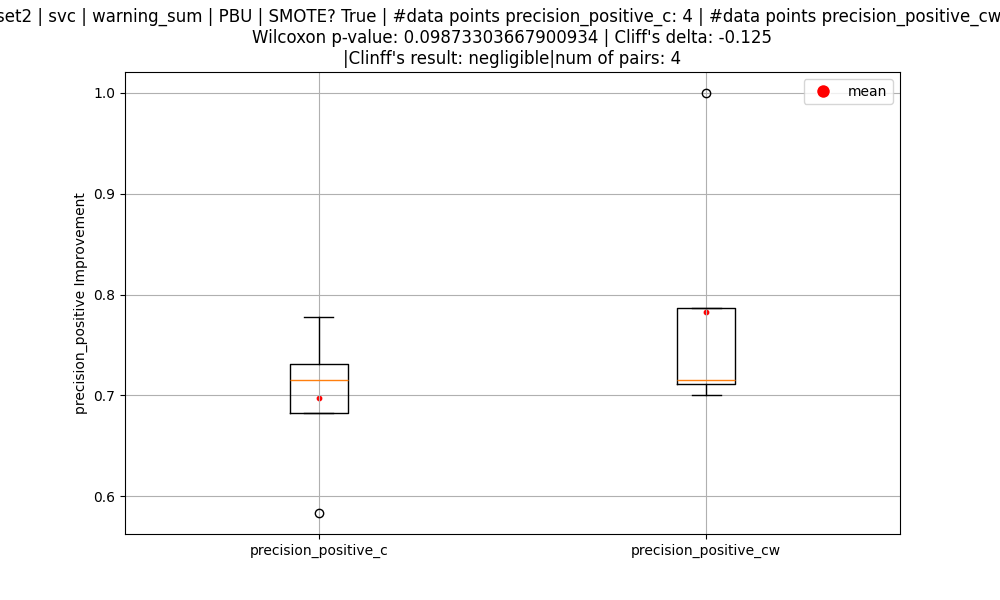 set2 | svc | warning_sum | PBU | SMOTE? True | #data points precision_positive_c: 4 | #data points precision_positive_cw
Wilcoxon p-value: 0.09873303667900934 | Cliff's delta: -0.125
|Clinff's result: negligible|num of pairs: 4
mean
1.0
0.9
0.8
0.7
0.6
precision_positive Improvement
precision_positive_c
precision_positive_cw